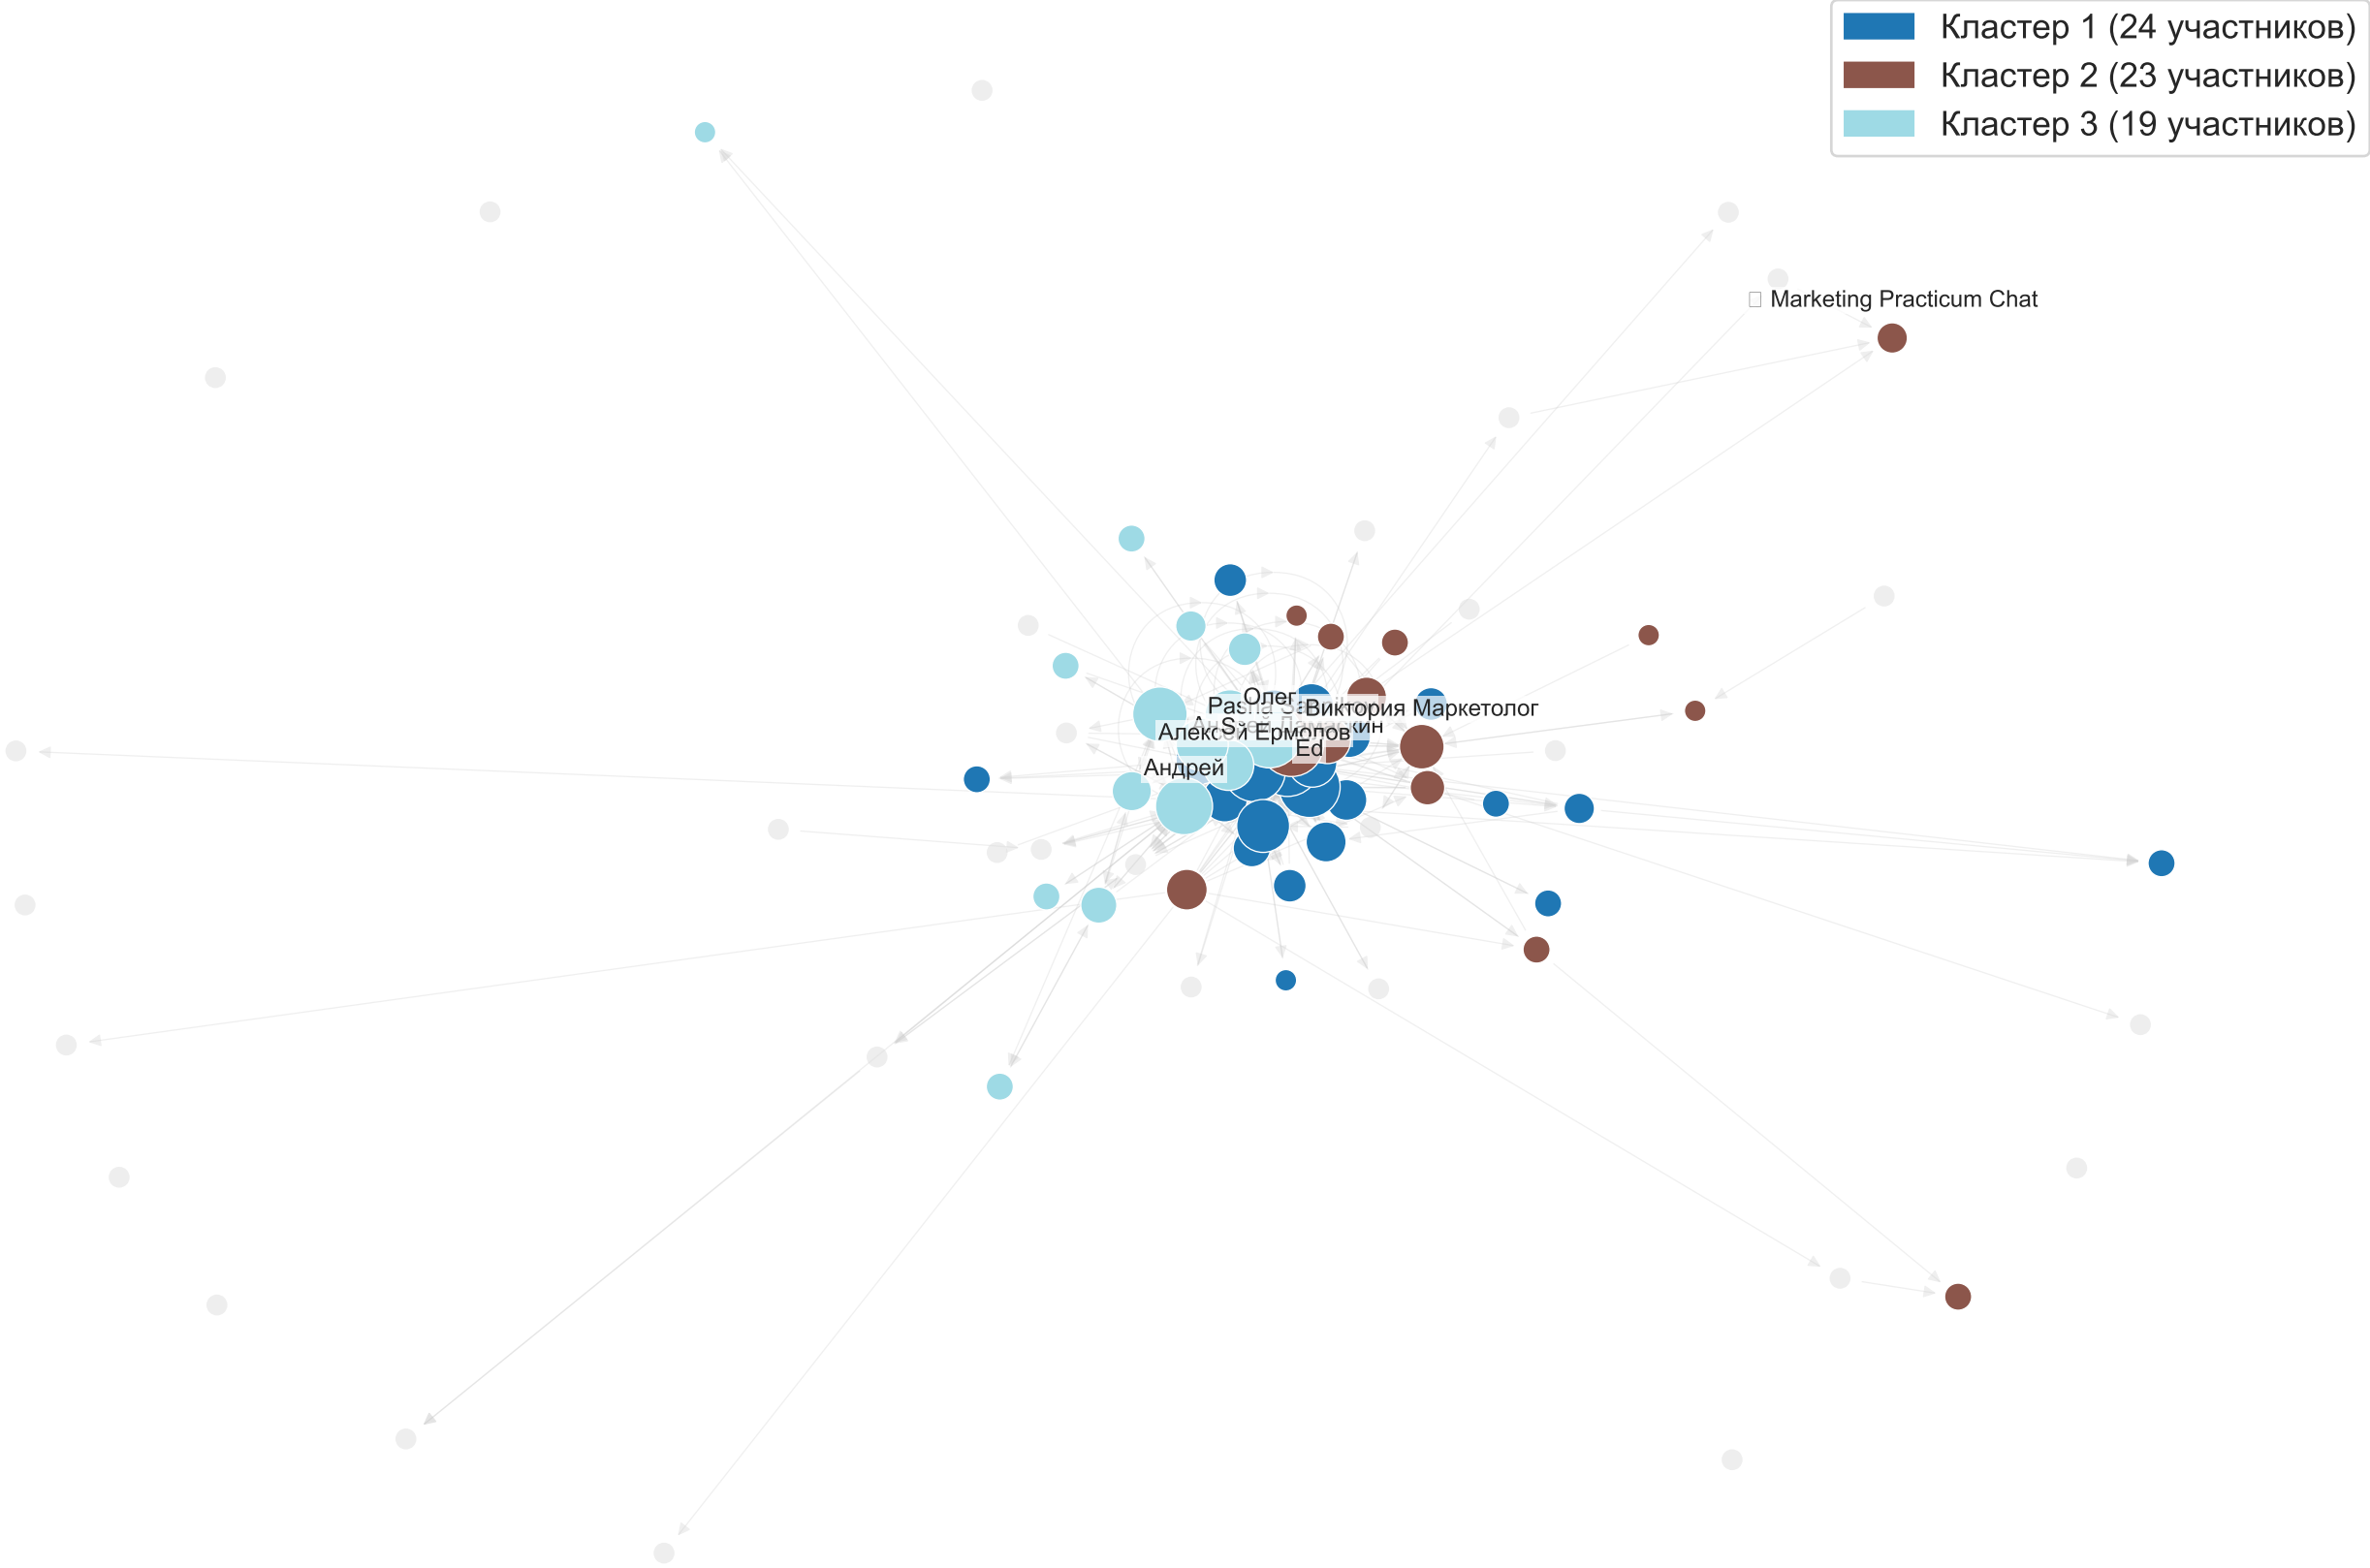 Кластер 1 (24 участников)
Кластер 2 (23 участников)
Кластер 3 (19 участников)
Marketing Practicum Chat
Олег
Виктория Маркетолог
Алексей Ермолов
Ed
Андрей